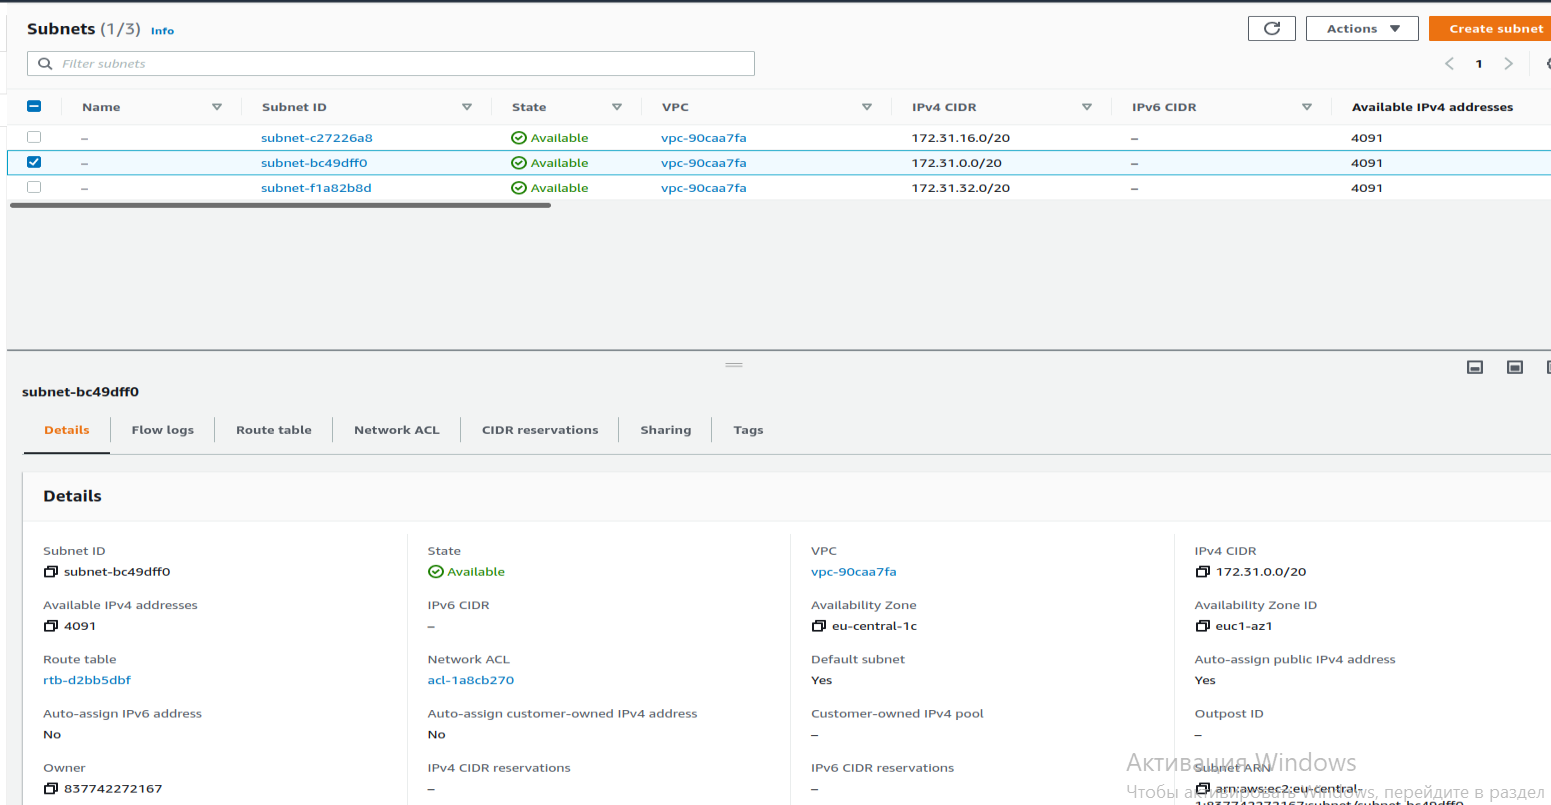 Subnets (1/3) Info
Actions
Create subnet
Filter subnets
1
Name Subnet ID State VPC IPv4 CIDR IPv6 CIDR Available IPv4 addresses
– subnet-c27226a8 Available vpc-90caa7fa 172.31.16.0/20 – 4091
– subnet-bc49dff0 Available vpc-90caa7fa 172.31.0.0/20 – 4091
– subnet-f1a82b8d Available vpc-90caa7fa 172.31.32.0/20 – 4091
subnet-bc49dff0
Details Flow logs Route table Network ACL CIDR reservations Sharing Tags
Details
Subnet ID State VPC IPv4 CIDR
subnet-bc49dff0 Available vpc-90caa7fa 172.31.0.0/20
Available IPv4 addresses IPv6 CIDR Availability Zone Availability Zone ID
4091 – eu-central-1c euc1-az1
Route table Network ACL Default subnet Auto-assign public IPv4 address
rtb-d2bb5dbf acl-1a8cb270 Yes Yes
Auto-assign IPv6 address Auto-assign customer-owned IPv4 address Customer-owned IPv4 pool Outpost ID
No No – –
Активация Windows
Owner IPv4 CIDR reservations IPv6 CIDR reservations Subnet ARN
837742272167 – – arn:aws:ec2:eu-central-
Чтобы активировать Windows, перейдите в раздел
1:837742272167:subnet/subnet-bc49dff0